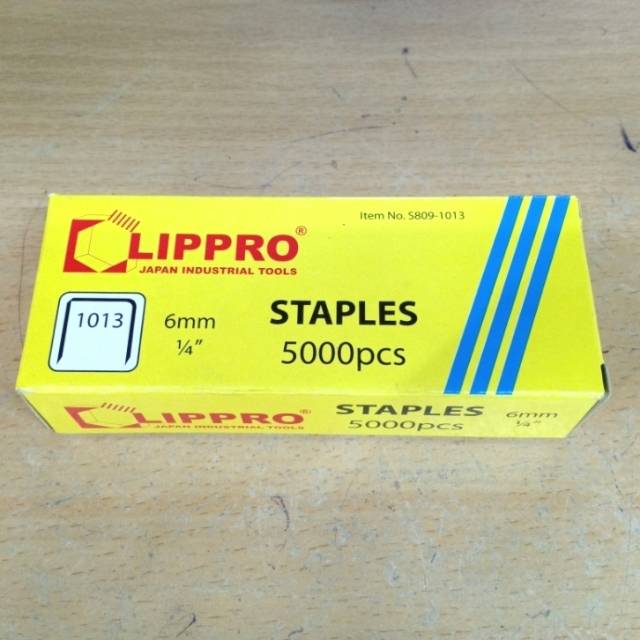 Item No. S809-1013
LIPPRO®
JAPAN INDUSTRIAL TOOLS
1013
6mm
¼"
STAPLES
5000pcs
LIPPRO®
JAPAN INDUSTRIAL TOOLS
STAPLES
5000pcs
6mm
¼"